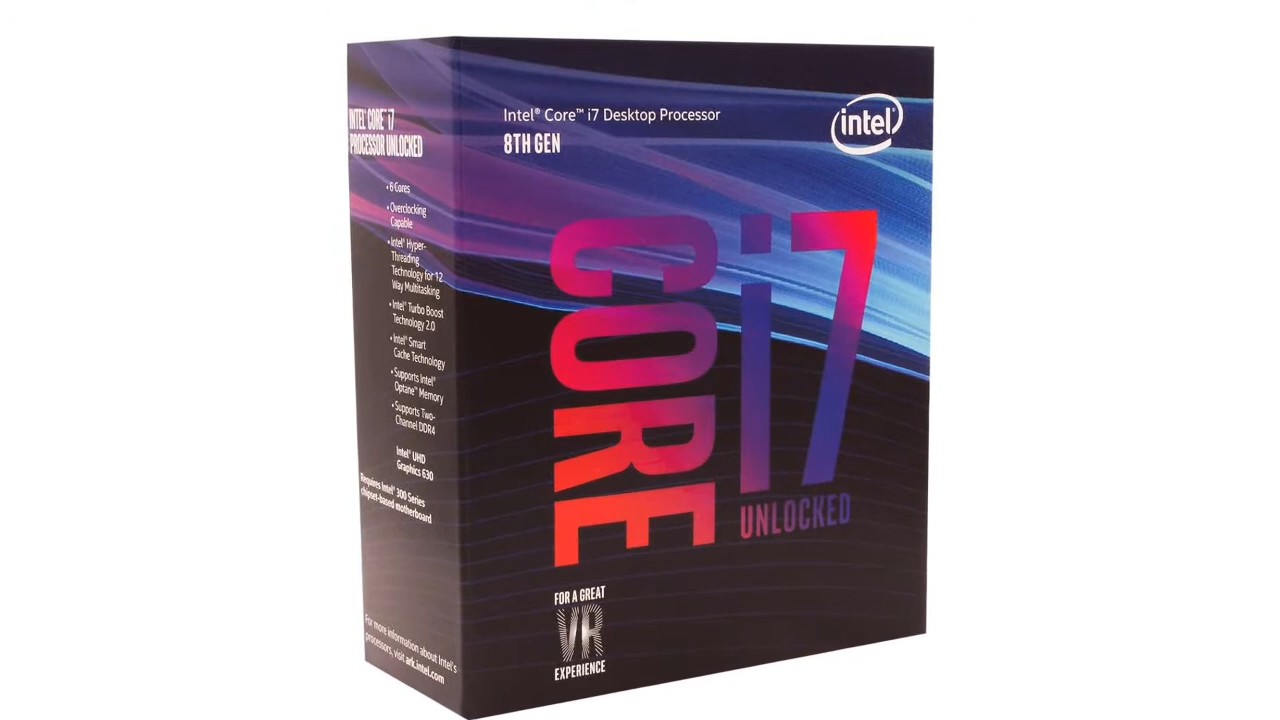 INTEL® CORE™ i7
PROCESSOR UNLOCKED
• 6 Cores
• Overclocking
Capable
• Intel® Hyper-
Threading
Technology for 12
Way Multitasking
• Intel® Turbo Boost
Technology 2.0
• Intel® Smart
Cache Technology
• Supports Intel®
Optane™ Memory
• Supports Two-
Channel DDR4
Intel® UHD
Graphics 630
Requires Intel® 300 Series
chipset-based motherboard
For more information about Intel's
processors, visit ark.intel.com
Intel® Core™ i7 Desktop Processor
8TH GEN
intel®
CORE
i7
UNLOCKED
FOR A GREAT
VR
EXPERIENCE